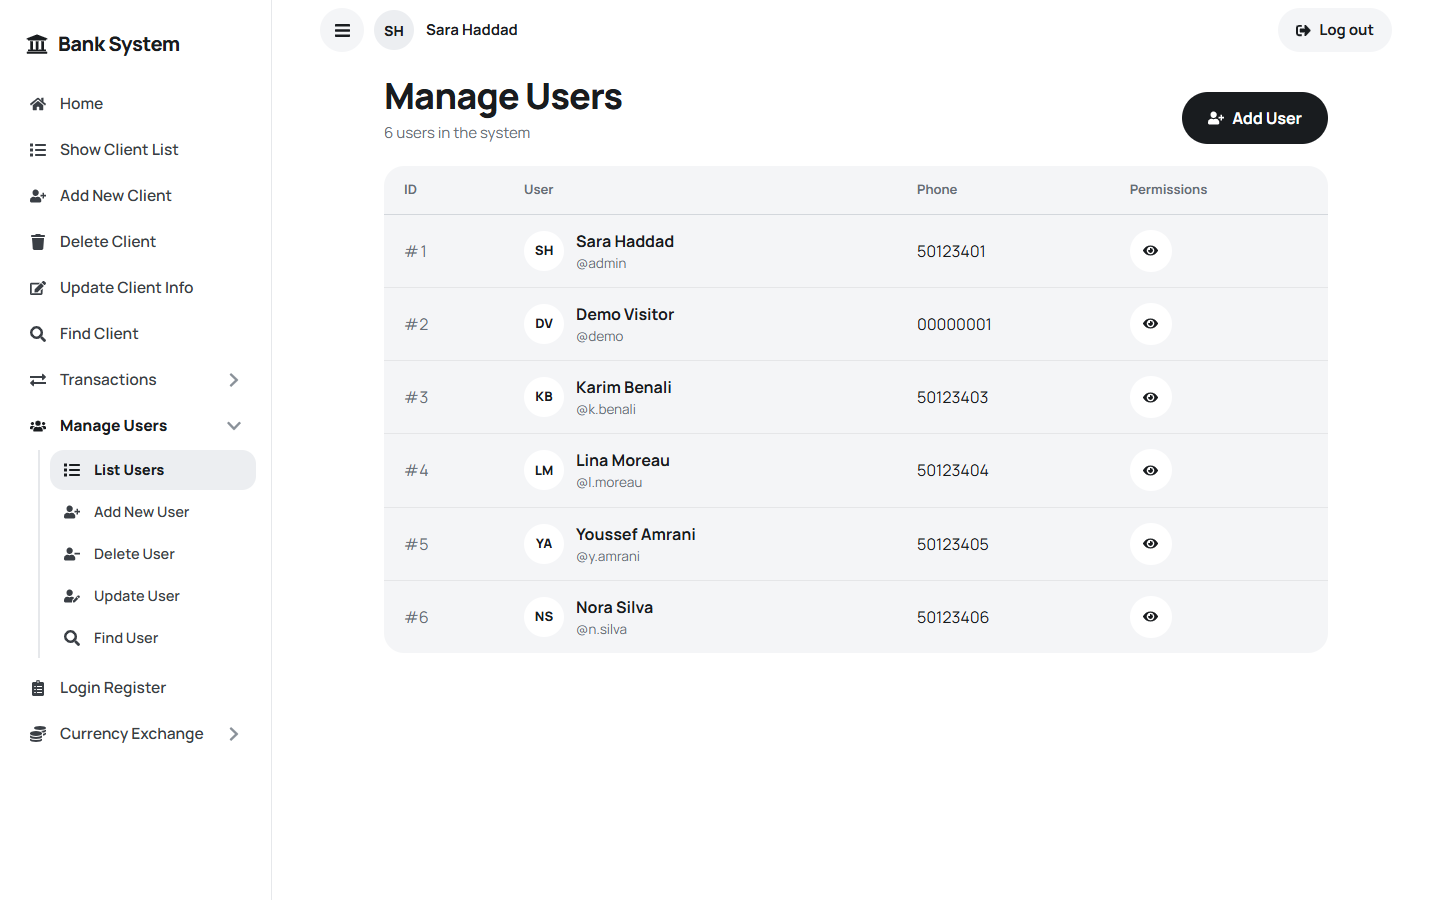 Bank System
Home
Show Client List
Add New Client
Delete Client
Update Client Info
Find Client
Transactions
Manage Users
List Users
Add New User
Delete User
Update User
Find User
Login Register
Currency Exchange
SH Sara Haddad
Log out
Manage Users
6 users in the system
Add User
ID User Phone Permissions
#1 SH Sara Haddad 50123401
@admin
#2 DV Demo Visitor 00000001
@demo
#3 KB Karim Benali 50123403
@k.benali
#4 LM Lina Moreau 50123404
@l.moreau
#5 YA Youssef Amrani 50123405
@y.amrani
#6 NS Nora Silva 50123406
@n.silva